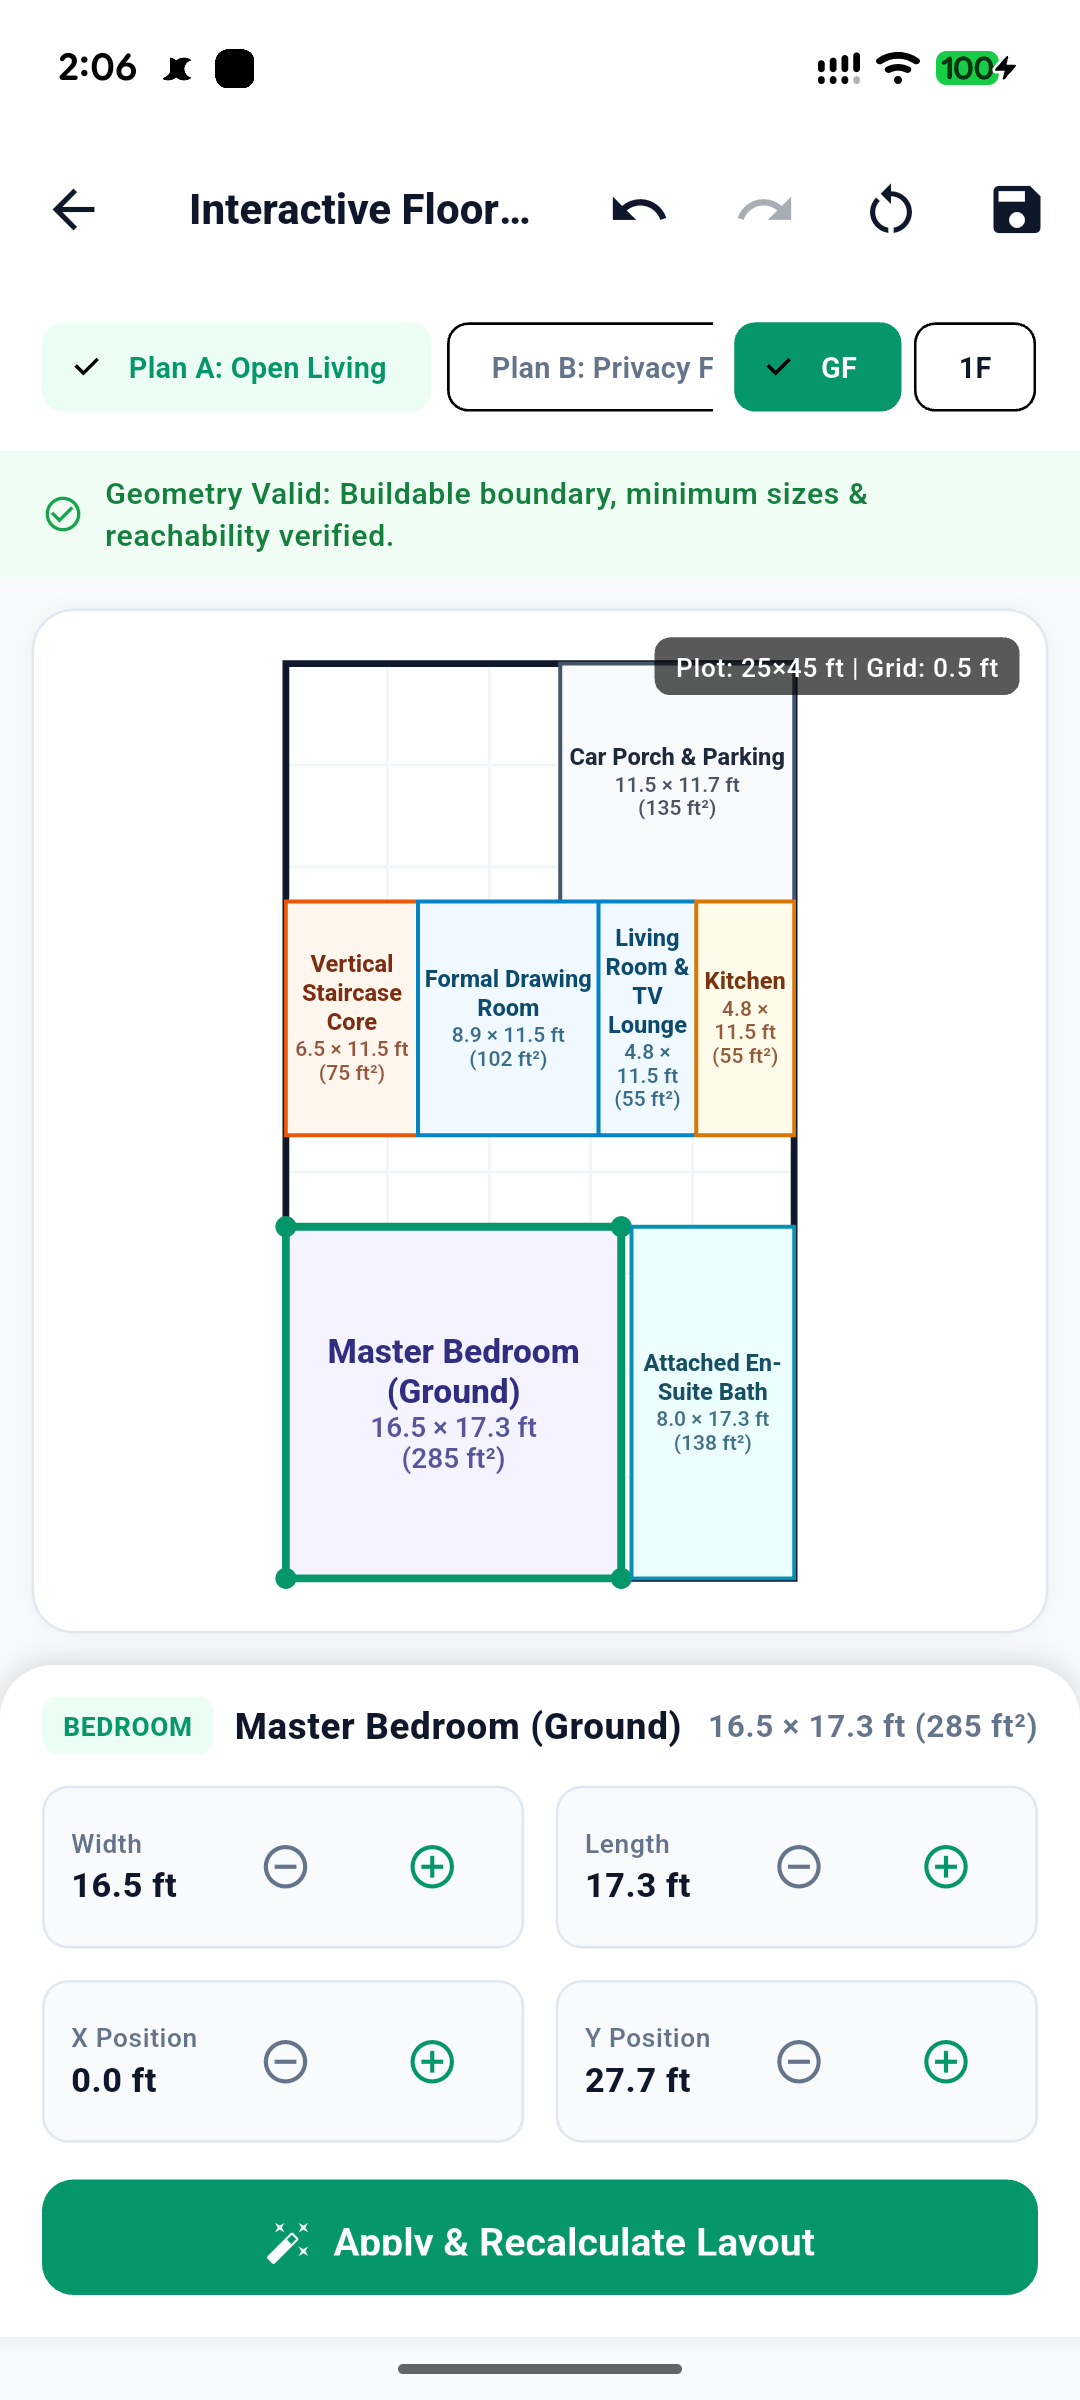 2:06
100
Interactive Floor...
Plan A: Open Living
Plan B: Privacy F
GF
1F
Geometry Valid: Buildable boundary, minimum sizes &
reachability verified.
Plot: 25×45 ft | Grid: 0.5 ft
Car Porch & Parking
11.5 × 11.7 ft
(135 ft²)
Vertical
Staircase
Core
6.5 × 11.5 ft
(75 ft²)
Formal Drawing
Room
8.9 × 11.5 ft
(102 ft²)
Living
Room &
TV
Lounge
4.8 ×
11.5 ft
(55 ft²)
Kitchen
4.8 ×
11.5 ft
(55 ft²)
Master Bedroom
(Ground)
16.5 × 17.3 ft
(285 ft²)
Attached En-
Suite Bath
8.0 × 17.3 ft
(138 ft²)
BEDROOM
Master Bedroom (Ground)
16.5 × 17.3 ft (285 ft²)
Width
16.5 ft
Length
17.3 ft
X Position
0.0 ft
Y Position
27.7 ft
Apply & Recalculate Layout